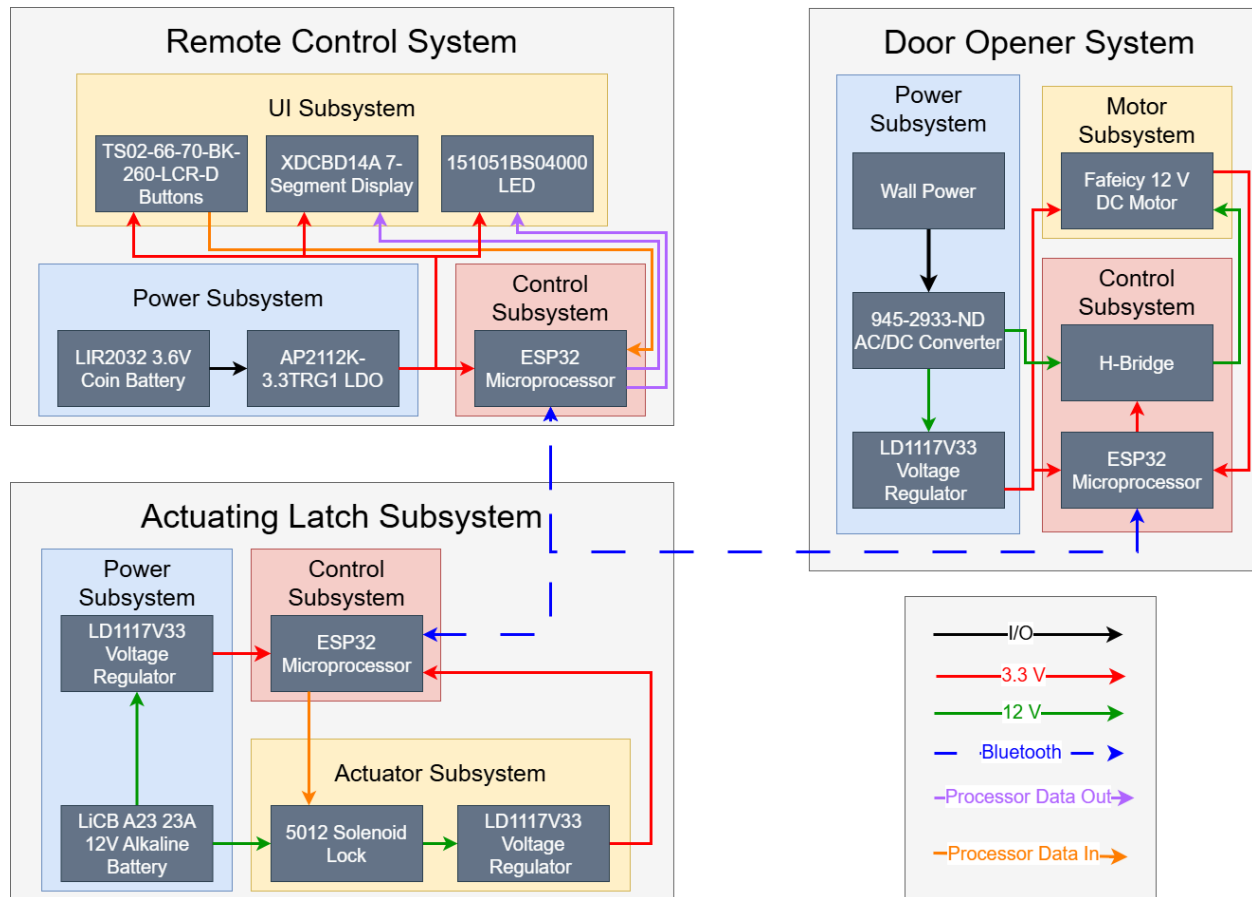 Remote Control System
UI Subsystem
TS02-66-70-BK-
260-LCR-D
Buttons
XDCBD14A 7-
Segment Display
151051BS04000
LED
Power Subsystem
LIR2032 3.6V
Coin Battery
AP2112K-
3.3TRG1 LDO
Control
Subsystem
ESP32
Microprocessor
Door Opener System
Power
Subsystem
Wall Power
945-2933-ND
AC/DC Converter
LD1117V33
Voltage
Regulator
Motor
Subsystem
Fafeicy 12 V
DC Motor
Control
Subsystem
H-Bridge
ESP32
Microprocessor
Actuating Latch Subsystem
Power
Subsystem
LD1117V33
Voltage
Regulator
LiCB A23 23A
12V Alkaline
Battery
Control
Subsystem
ESP32
Microprocessor
Actuator Subsystem
5012 Solenoid
Lock
LD1117V33
Voltage
Regulator
I/O
3.3 V
12 V
Bluetooth
Processor Data Out
Processor Data In